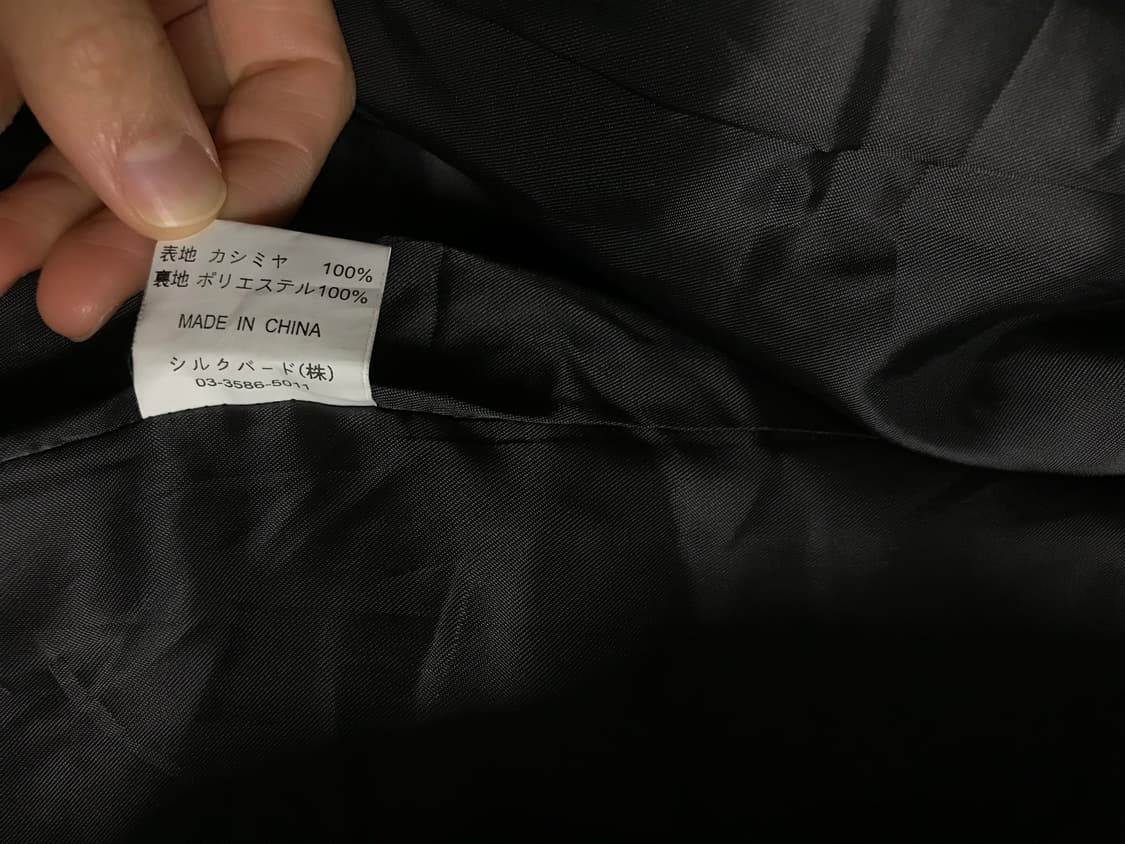 表地 カシミヤ 100%
裏地 ポリエステル100%
MADE IN CHINA
シルクバード(株)
03-3586-5011